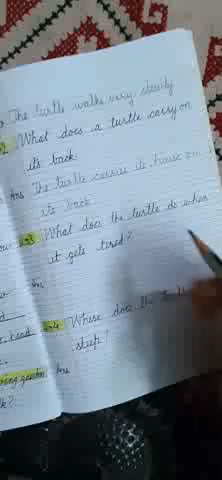 The turtle walks very slowly
What does a turtle carry on
its back
Ans The turtle carries its house on
its back
What does the turtle do when
it gets tired?
Ans
Where does the
sleep?
Ans